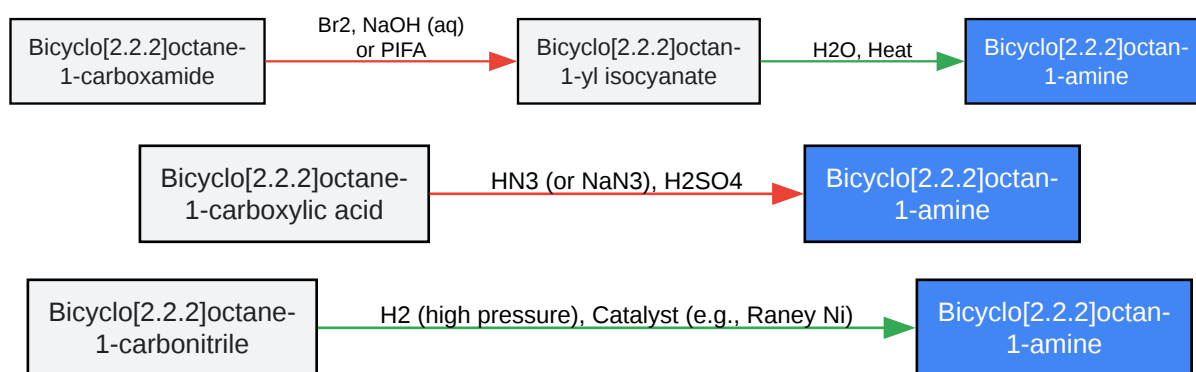 Bicyclo[2.2.2]octane-
1-carboxamide
Br2, NaOH (aq)
or PIFA
Bicyclo[2.2.2]octan-
1-yl isocyanate
H2O, Heat
Bicyclo[2.2.2]octan-
1-amine
Bicyclo[2.2.2]octane-
1-carboxylic acid
HN3 (or NaN3), H2SO4
Bicyclo[2.2.2]octan-
1-amine
Bicyclo[2.2.2]octane-
1-carbonitrile
H2 (high pressure), Catalyst (e.g., Raney Ni)
Bicyclo[2.2.2]octan-
1-amine